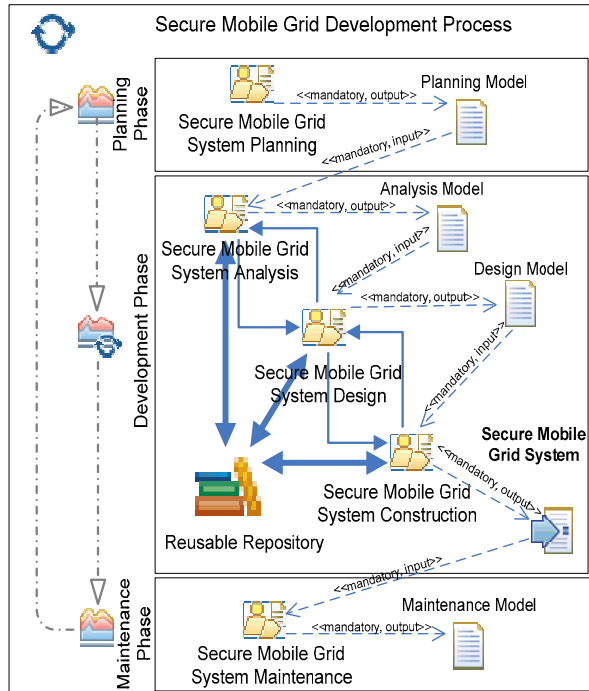 Secure Mobile Grid Development Process
Planning
Phase
Planning Model
<<mandatory, output>>
Secure Mobile Grid
System Planning
<<mandatory, input>>
Development Phase
Analysis Model
<<mandatory, output>>
Secure Mobile Grid
System Analysis
<<mandatory, input>>
Design Model
<<mandatory, output>>
Secure Mobile Grid
System Design
<<mandatory, input>>
Secure Mobile
Grid System
<<mandatory, output>>
Secure Mobile Grid
System Construction
Reusable Repository
<<mandatory, input>>
Maintenance
Phase
Maintenance Model
<<mandatory, output>>
Secure Mobile Grid
System Maintenance